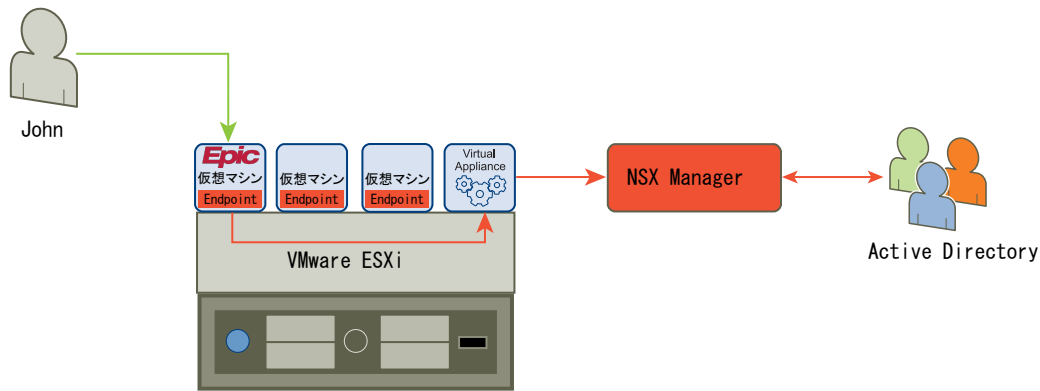 John
Epic
仮想マシン
Endpoint
仮想マシン
Endpoint
仮想マシン
Endpoint
Virtual
Appliance
NSX Manager
Active Directory
VMware ESXi